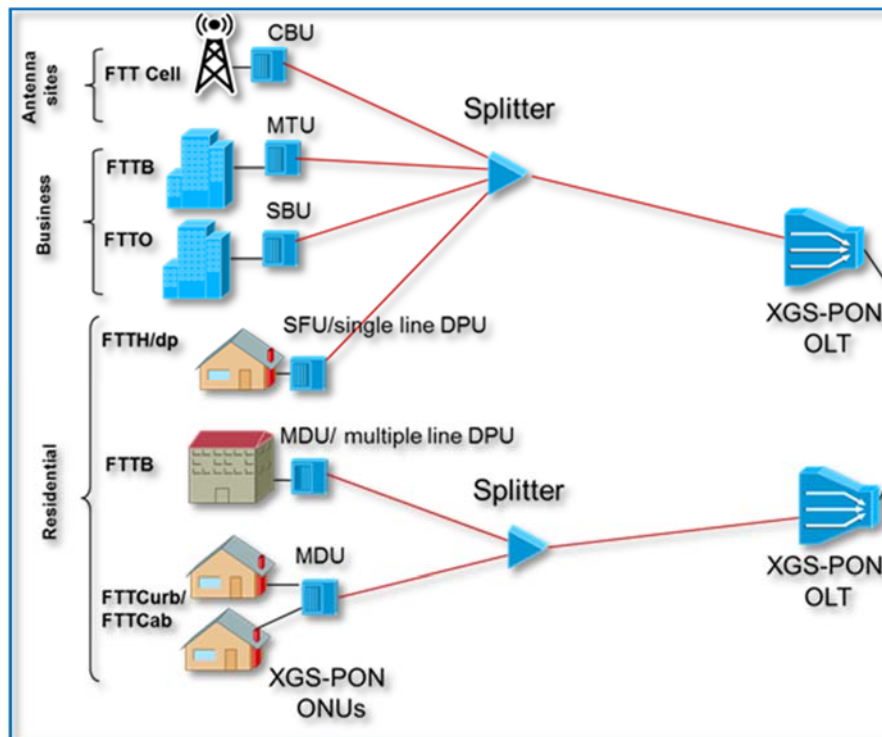 Antenna
sites
FTT Cell
CBU
Splitter
Business
FTTB
MTU
FTTO
SBU
XGS-PON
OLT
Residential
FTTH/dp
SFU/single line DPU
FTTB
MDU/ multiple line DPU
Splitter
XGS-PON
OLT
FTTCurb/
FTTCab
MDU
XGS-PON
ONUs